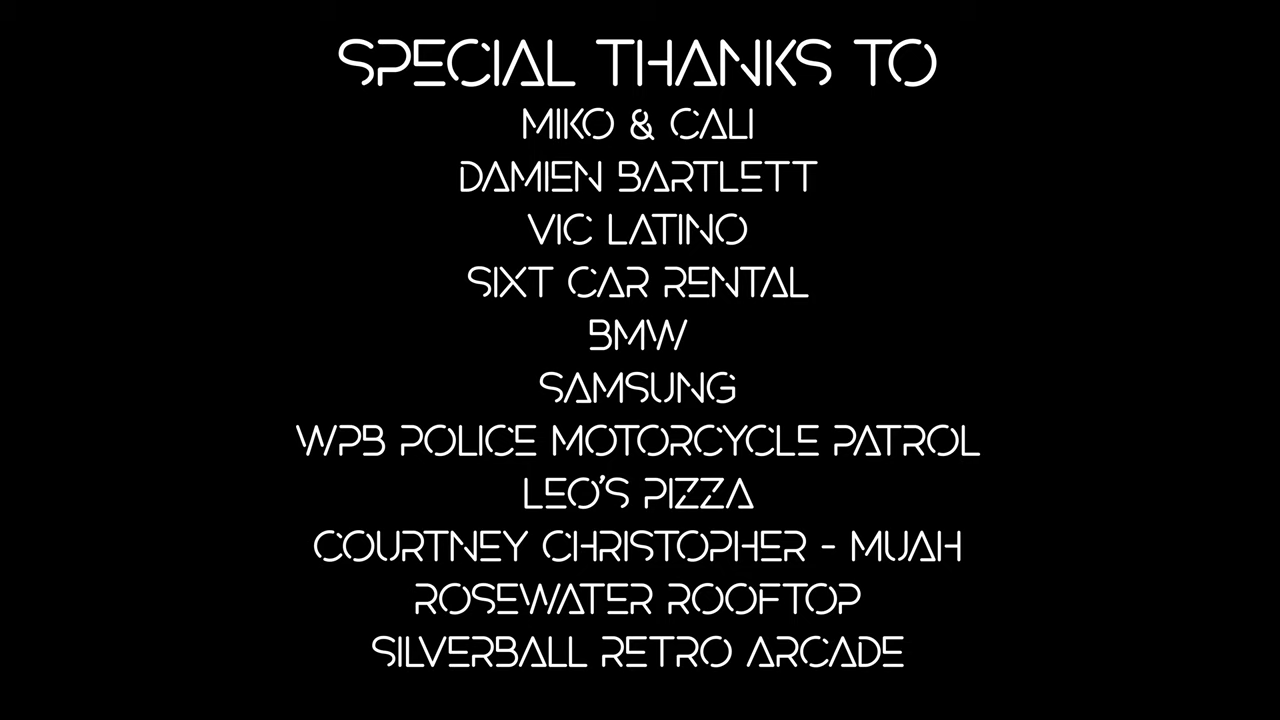 SPECIAL THANKS TO
MIKO & CALI
DAMIEN BARTLETT
VIC LATINO
SIXT CAR RENTAL
BMW
SAMSUNG
WPB POLICE MOTORCYCLE PATROL
LEO'S PIZZA
COURTNEY CHRISTOPHER - MUAH
ROSEWATER ROOFTOP
SILVERBALL RETRO ARCADE